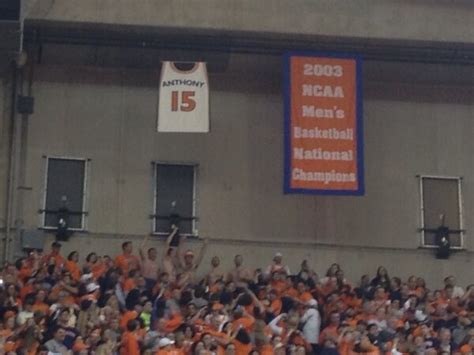 ANTHONY
15
2003
NCAA
Men's
Basketball
National
Champions